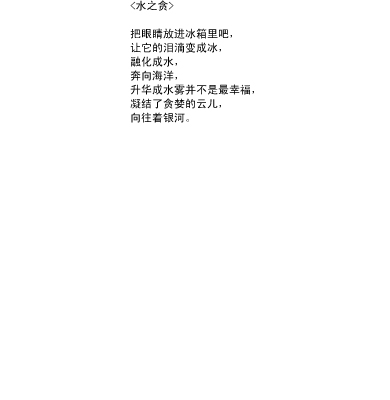 <水之贪>
把眼睛放进冰箱里吧，
让它的泪滴变成冰，
融化成水，
奔向海洋，
升华成水雾并不是最幸福，
凝结了贪婪的云儿，
向往着银河。